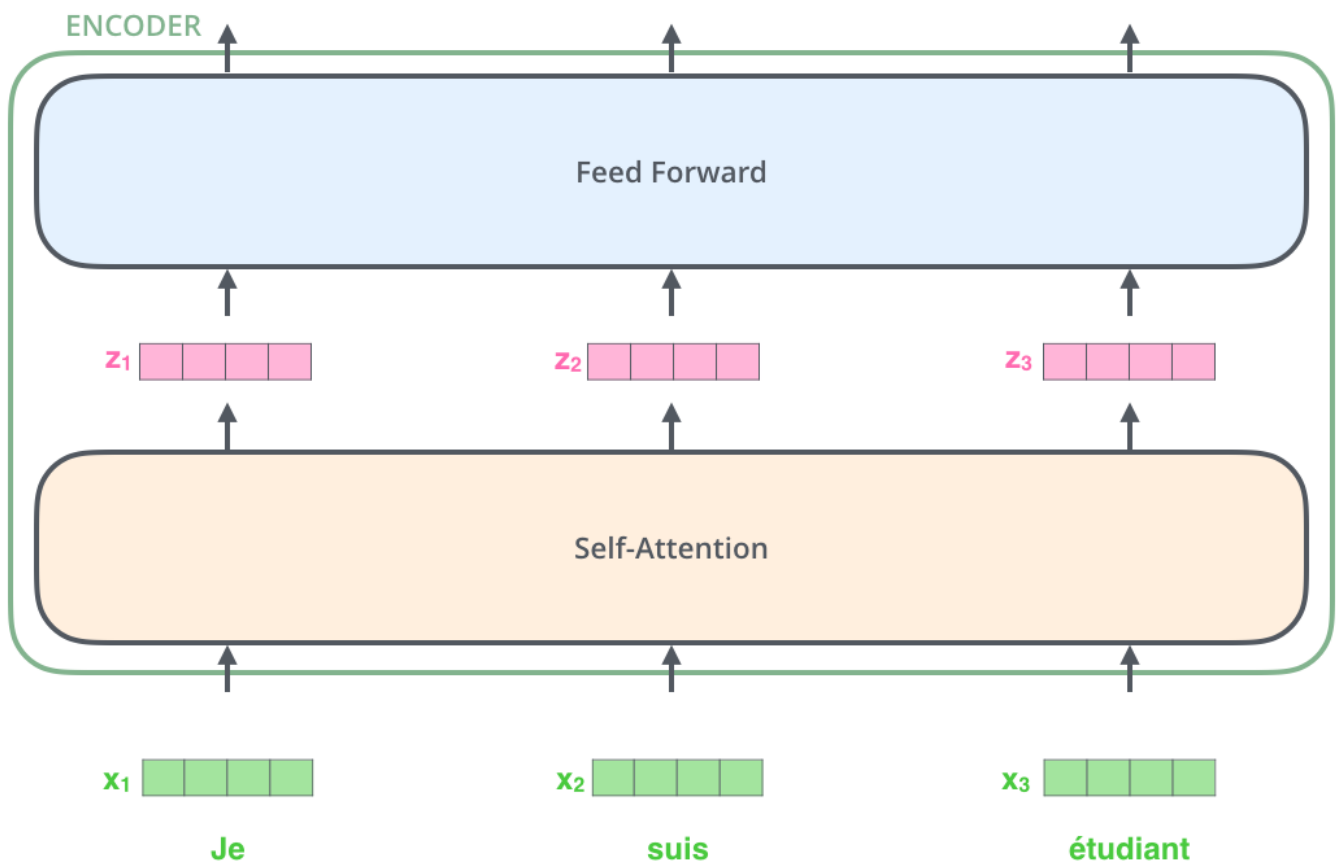 ENCODER
Feed Forward
z₁ z₂ z₃
Self-Attention
x₁ x₂ x₃
Je suis étudiant